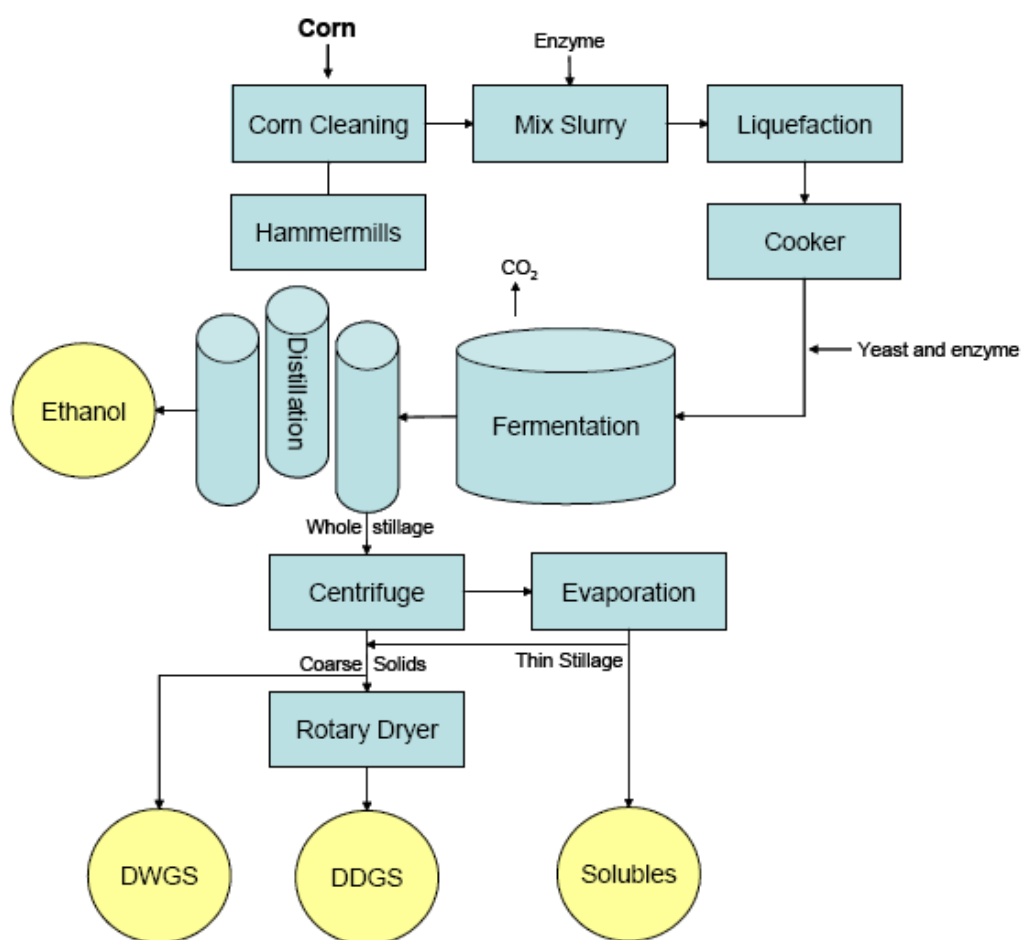 Corn
Enzyme
Corn Cleaning
Mix Slurry
Liquefaction
Hammermills
Cooker
CO₂
Yeast and enzyme
Distillation
Ethanol
Fermentation
Whole stillage
Centrifuge
Evaporation
Coarse Solids
Thin Stillage
Rotary Dryer
DWGS
DDGS
Solubles